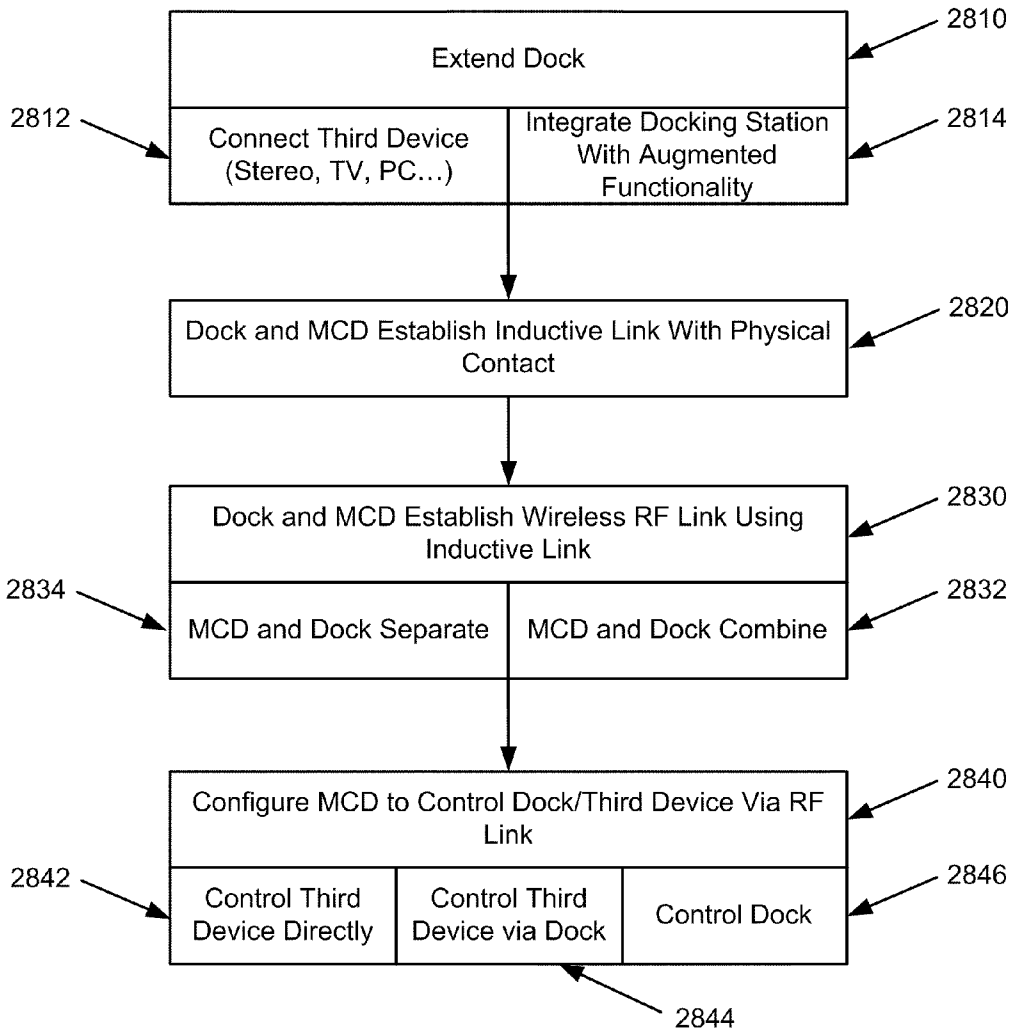 2810
Extend Dock
2812
Connect Third Device
(Stereo, TV, PC…)
Integrate Docking Station
With Augmented
Functionality
2814
Dock and MCD Establish Inductive Link With Physical
Contact
2820
Dock and MCD Establish Wireless RF Link Using
Inductive Link
2830
2834
MCD and Dock Separate
MCD and Dock Combine
2832
Configure MCD to Control Dock/Third Device Via RF
Link
2840
2842
Control Third
Device Directly
Control Third
Device via Dock
Control Dock
2846
2844